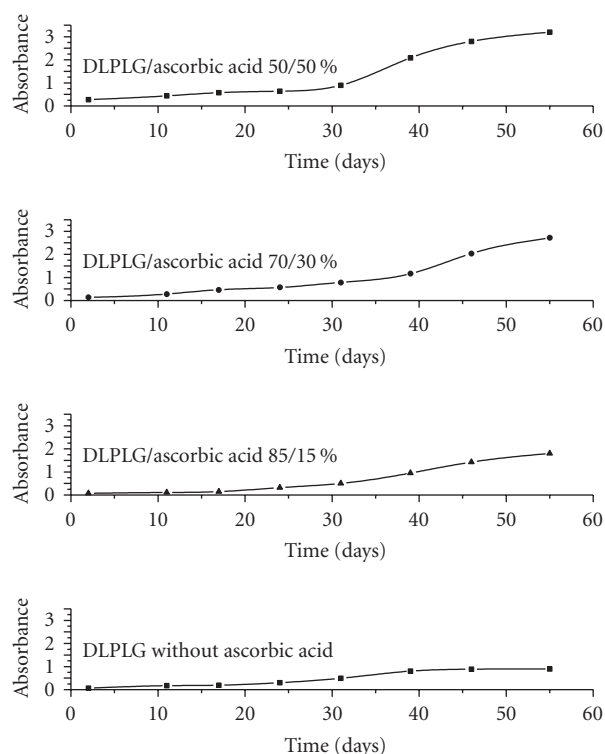 Absorbance
3
2
1
0
DLPLG/ascorbic acid 50/50 %
0 10 20 30 40 50 60
Time (days)
Absorbance
3
2
1
0
DLPLG/ascorbic acid 70/30 %
0 10 20 30 40 50 60
Time (days)
Absorbance
3
2
1
0
DLPLG/ascorbic acid 85/15 %
0 10 20 30 40 50 60
Time (days)
Absorbance
3
2
1
0
DLPLG without ascorbic acid
0 10 20 30 40 50 60
Time (days)